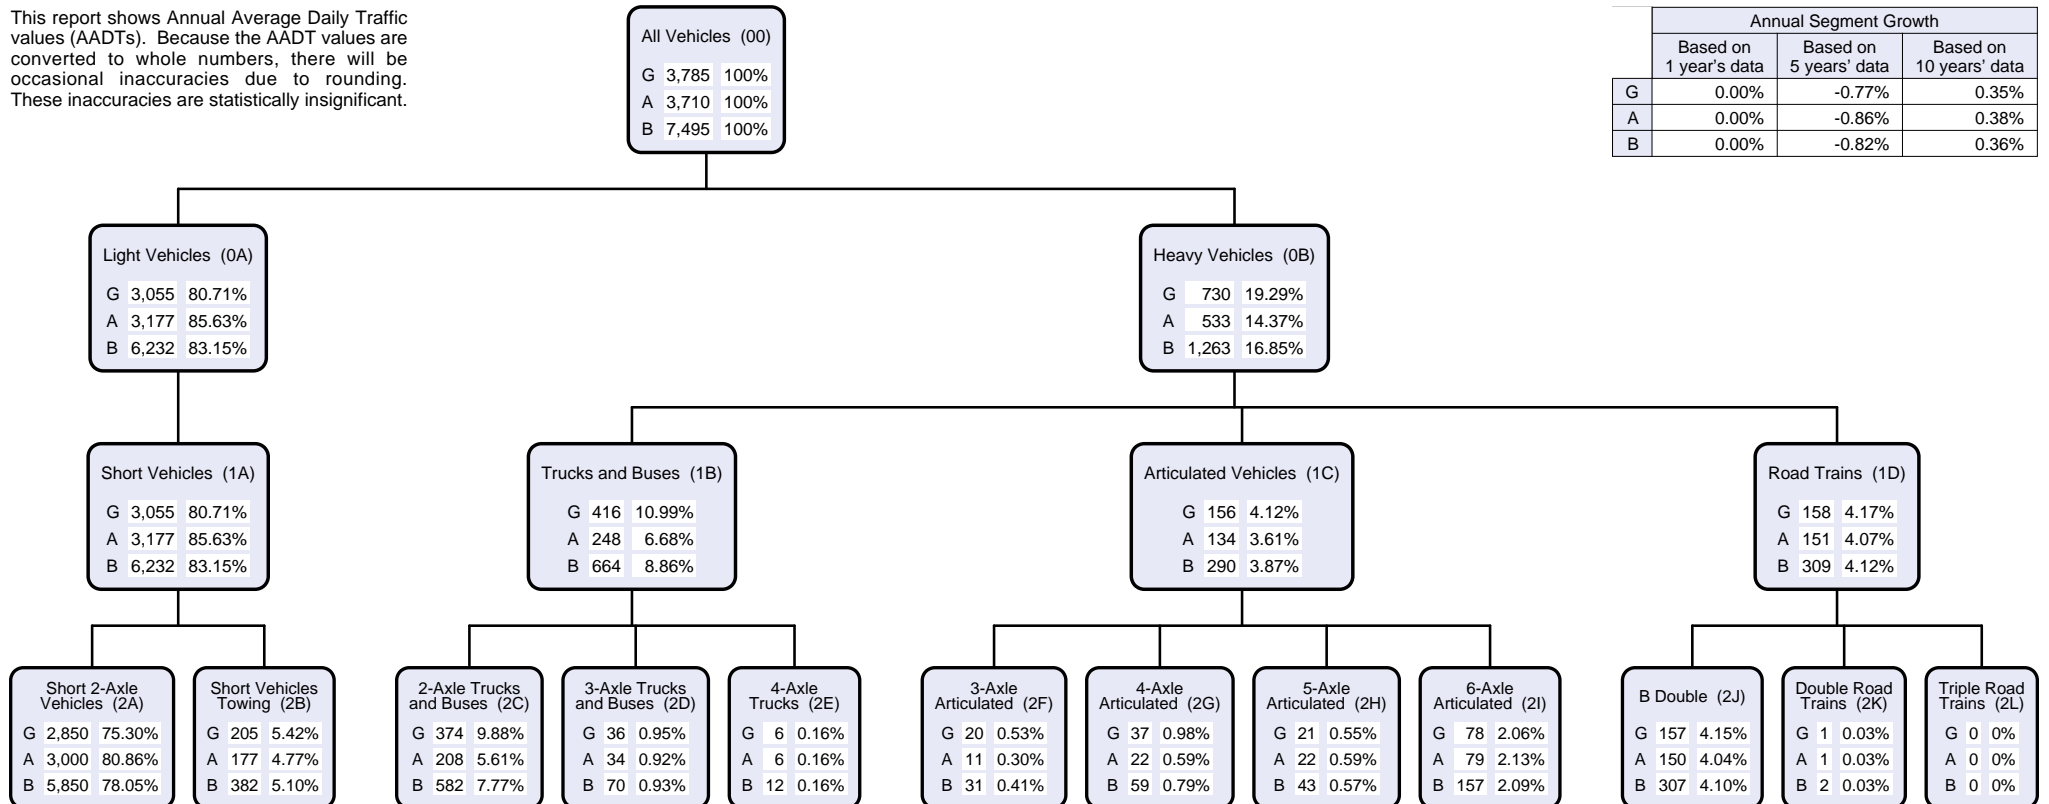 This report shows Annual Average Daily Traffic
values (AADTs). Because the AADT values are
converted to whole numbers, there will be
occasional inaccuracies due to rounding.
These inaccuracies are statistically insignificant.
All Vehicles (00)
G 3,785 100%
A 3,710 100%
B 7,495 100%
Annual Segment Growth
Based on 1 year's data Based on 5 years' data Based on 10 years' data
G 0.00% -0.77% 0.35%
A 0.00% -0.86% 0.38%
B 0.00% -0.82% 0.36%
Light Vehicles (0A)
G 3,055 80.71%
A 3,177 85.63%
B 6,232 83.15%
Heavy Vehicles (0B)
G 730 19.29%
A 533 14.37%
B 1,263 16.85%
Short Vehicles (1A)
G 3,055 80.71%
A 3,177 85.63%
B 6,232 83.15%
Trucks and Buses (1B)
G 416 10.99%
A 248 6.68%
B 664 8.86%
Articulated Vehicles (1C)
G 156 4.12%
A 134 3.61%
B 290 3.87%
Road Trains (1D)
G 158 4.17%
A 151 4.07%
B 309 4.12%
Short 2-Axle
Vehicles (2A)
G 2,850 75.30%
A 3,000 80.86%
B 5,850 78.05%
Short Vehicles
Towing (2B)
G 205 5.42%
A 177 4.77%
B 382 5.10%
2-Axle Trucks
and Buses (2C)
G 374 9.88%
A 208 5.61%
B 582 7.77%
3-Axle Trucks
and Buses (2D)
G 36 0.95%
A 34 0.92%
B 70 0.93%
4-Axle
Trucks (2E)
G 6 0.16%
A 6 0.16%
B 12 0.16%
3-Axle
Articulated (2F)
G 20 0.53%
A 11 0.30%
B 31 0.41%
4-Axle
Articulated (2G)
G 37 0.98%
A 22 0.59%
B 59 0.79%
5-Axle
Articulated (2H)
G 21 0.55%
A 22 0.59%
B 43 0.57%
6-Axle
Articulated (2I)
G 78 2.06%
A 79 2.13%
B 157 2.09%
B Double (2J)
G 157 4.15%
A 150 4.04%
B 307 4.10%
Double Road
Trains (2K)
G 1 0.03%
A 1 0.03%
B 2 0.03%
Triple Road
Trains (2L)
G 0 0%
A 0 0%
B 0 0%